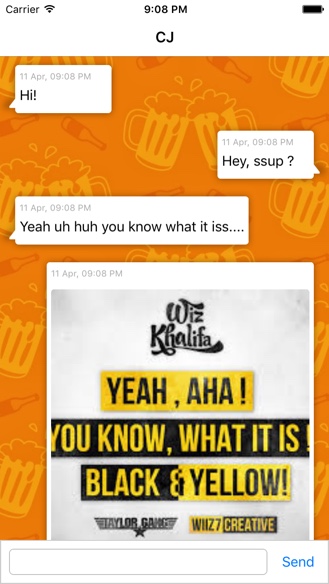 Carrier 9:08 PM
CJ
11 Apr, 09:08 PM
Hi!
11 Apr, 09:08 PM
Hey, ssup ?
11 Apr, 09:08 PM
Yeah uh huh you know what it iss....
11 Apr, 09:08 PM
Wiz
Khalifa
YEAH , AHA !
YOU KNOW, WHAT IT IS !
BLACK & YELLOW!
TAYLOR GANG WIIZ7 CREATIVE
Send